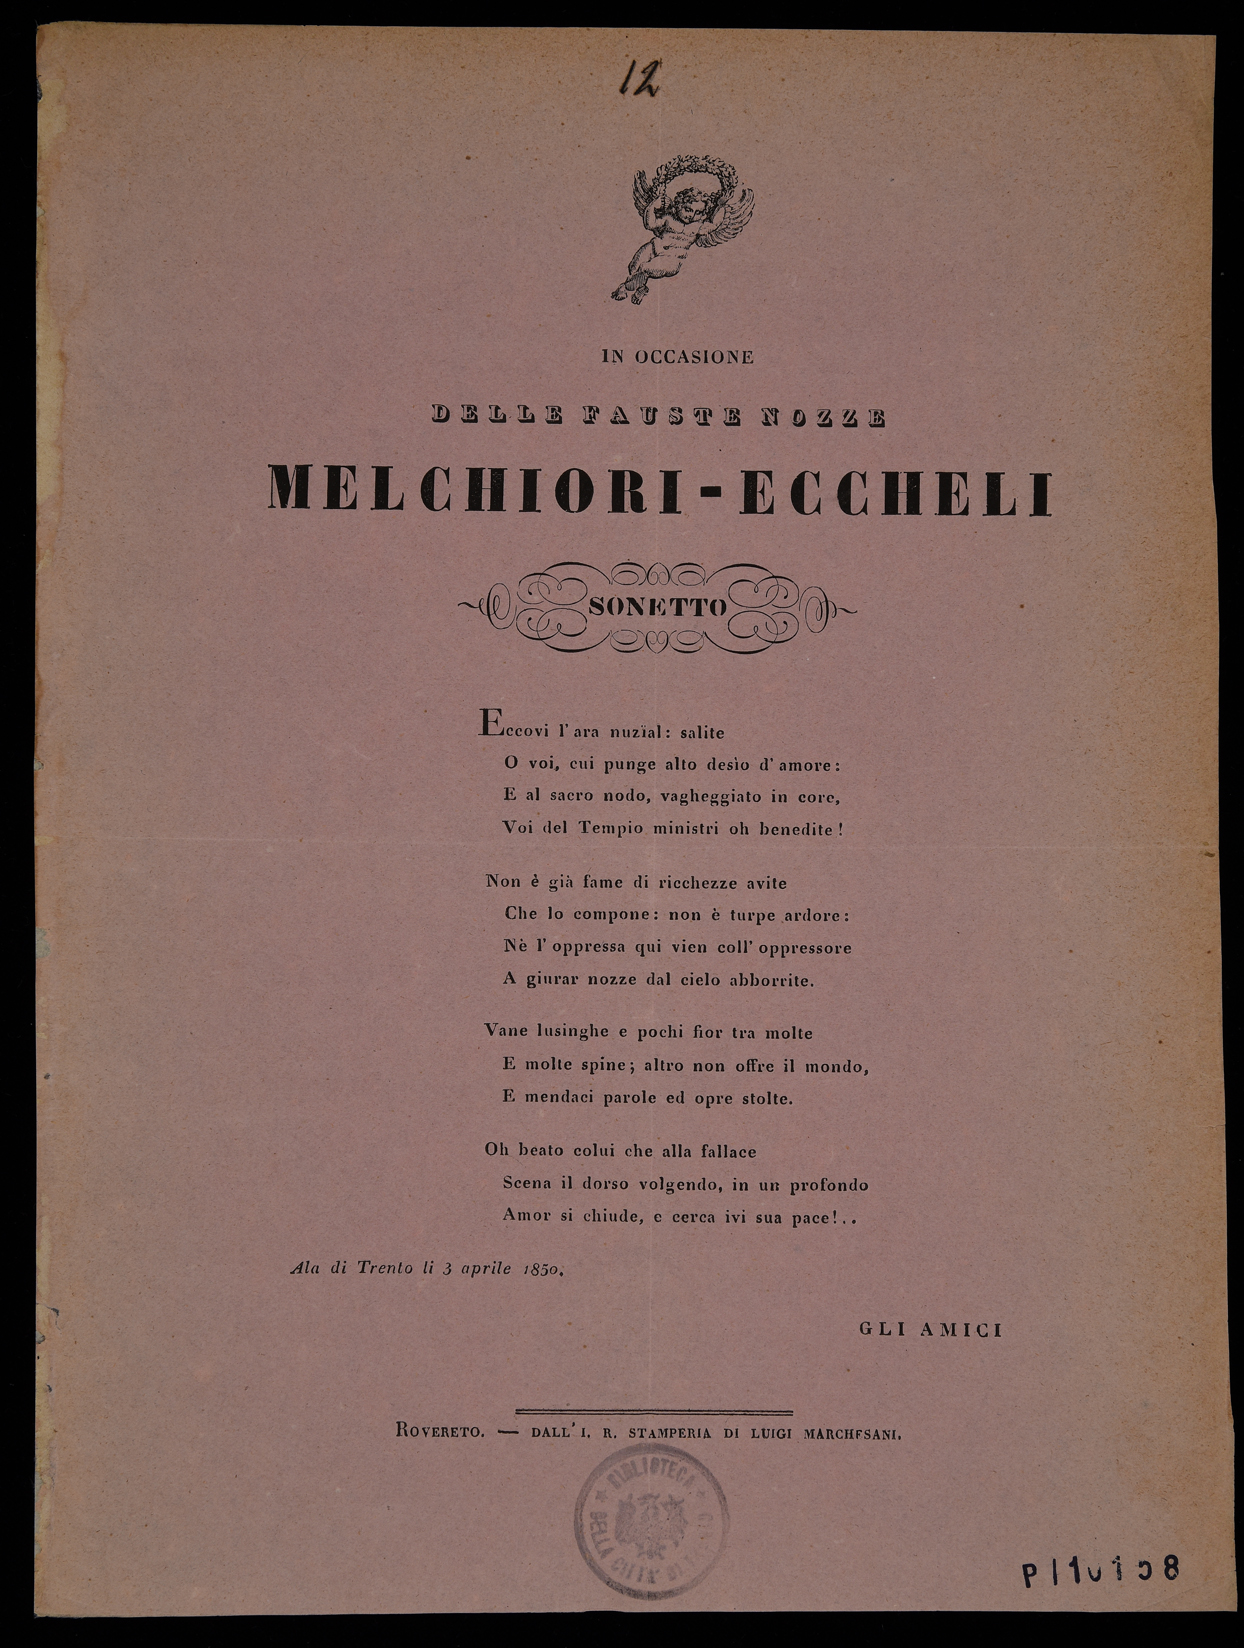 12
IN OCCASIONE
DELLE FAUSTE NOZZE
MELCHIORI-ECCHELI
SONETTO
Eccovi l'ara nuzïal: salite
O voi, cui punge alto desìo d'amore:
E al sacro nodo, vagheggiato in core,
Voi del Tempio ministri oh benedite!
Non è già fame di ricchezze avite
Che lo compone: non è turpe ardore:
Nè l'oppressa qui vien coll'oppressore
A giurar nozze dal cielo abborrite.
Vane lusinghe e pochi fior tra molte
E molte spine; altro non offre il mondo,
E mendaci parole ed opre stolte.
Oh beato colui che alla fallace
Scena il dorso volgendo, in un profondo
Amor si chiude, e cerca ivi sua pace!..
Ala di Trento li 3 aprile 1850.
GLI AMICI
ROVERETO. — DALL'I. R. STAMPERIA DI LUIGI MARCHESANI.
BIBLIOTECA
DELLA CITTA' DI